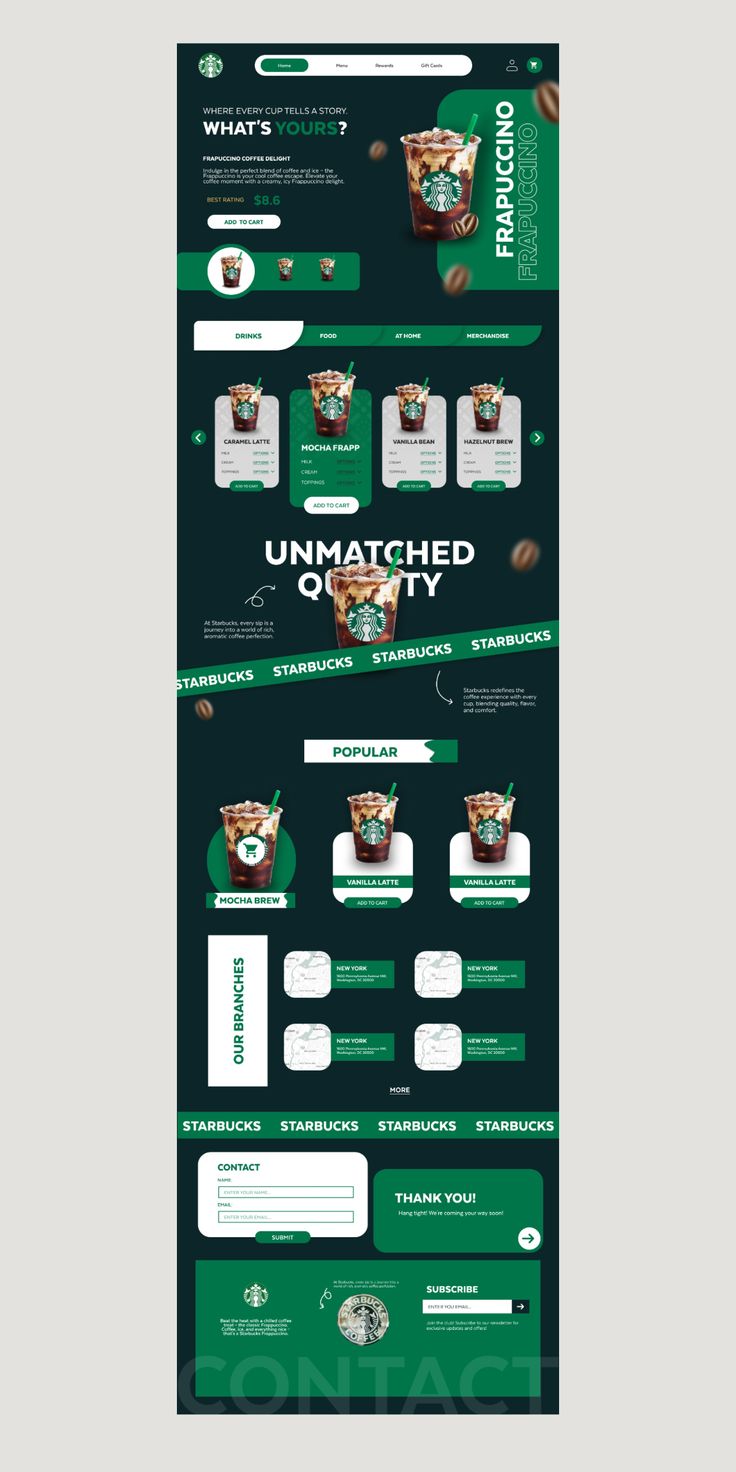 Home
Menu
Rewards
Gift Cards
WHERE EVERY CUP TELLS A STORY.
WHAT'S YOURS?
FRAPUCCINO COFFEE DELIGHT
Indulge in the perfect blend of coffee and ice – the
Frappuccino is your cool coffee escape. Elevate your
coffee moment with a creamy, icy Frappuccino delight.
BEST RATING $8.6
ADD TO CART
FRAPUCCINO
FRAPUCCINO
DRINKS
FOOD
AT HOME
MERCHANDISE
CARAMEL LATTE
MILK OPTIONS
CREAM OPTIONS
TOPPINGS OPTIONS
ADD TO CART
MOCHA FRAPP
MILK OPTIONS
CREAM OPTIONS
TOPPINGS OPTIONS
ADD TO CART
VANILLA BEAN
MILK OPTIONS
CREAM OPTIONS
TOPPINGS OPTIONS
ADD TO CART
HAZELNUT BREW
MILK OPTIONS
CREAM OPTIONS
TOPPINGS OPTIONS
ADD TO CART
UNMATCHED
QU TY
At Starbucks, every sip is a
journey into a world of rich,
aromatic coffee perfection.
STARBUCKS STARBUCKS STARBUCKS STARBUCKS
Starbucks redefines the
coffee experience with every
cup, blending quality, flavor,
and comfort.
POPULAR
MOCHA BREW
VANILLA LATTE
ADD TO CART
VANILLA LATTE
ADD TO CART
OUR BRANCHES
NEW YORK
1600 Pennsylvania Avenue NW,
Washington, DC 20500
NEW YORK
1600 Pennsylvania Avenue NW,
Washington, DC 20500
NEW YORK
1600 Pennsylvania Avenue NW,
Washington, DC 20500
NEW YORK
1600 Pennsylvania Avenue NW,
Washington, DC 20500
MORE
STARBUCKS STARBUCKS STARBUCKS STARBUCKS
CONTACT
NAME
ENTER YOUR NAME...
EMAIL
ENTER YOUR EMAIL...
SUBMIT
THANK YOU!
Hang tight! We're coming your way soon!
Beat the heat with a chilled coffee
treat – the classic Frappuccino.
Coffee, ice, and everything nice –
that's a Starbucks Frappuccino.
At Starbucks, every sip is a journey into a
world of rich, aromatic coffee perfection.
STARBUCKS
COFFEE
SUBSCRIBE
ENTER YOU EMAIL...
Join the club! Subscribe to our newsletter for
exclusive updates and offers!
CONTACT